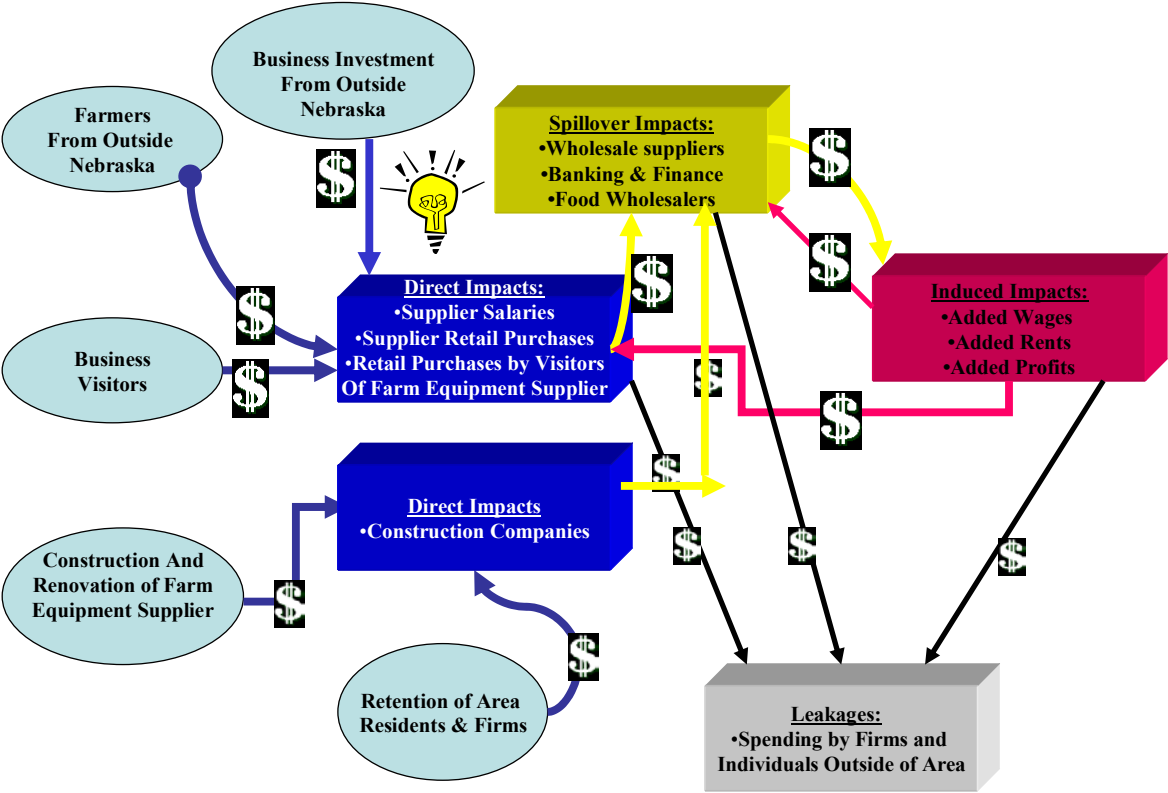 Business Investment
From Outside
Nebraska
Farmers
From Outside
Nebraska
$
Spillover Impacts:
•Wholesale suppliers
•Banking & Finance
•Food Wholesalers
$
$
$
$
Direct Impacts:
•Supplier Salaries
•Supplier Retail Purchases
•Retail Purchases by Visitors
Of Farm Equipment Supplier
Induced Impacts:
•Added Wages
•Added Rents
•Added Profits
Business
Visitors
$
$
$
Direct Impacts
•Construction Companies
$
$
$
$
Construction And
Renovation of Farm
Equipment Supplier
$
$
Retention of Area
Residents & Firms
Leakages:
•Spending by Firms and
Individuals Outside of Area